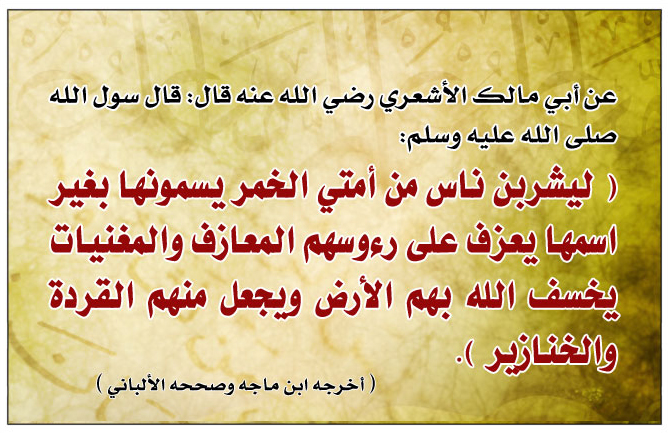 عن أبي مالك الأشعري رضي الله عنه قال: قال سول الله
صلى الله عليه وسلم:
( ليشربن ناس من أمتي الخمر يسمونها بغير
اسمها يعزف على رءوسهم المعازف والمغنيات
يخسف الله بهم الأرض ويجعل منهم القردة
والخنازير ).
( أخرجه ابن ماجه وصححه الألباني )